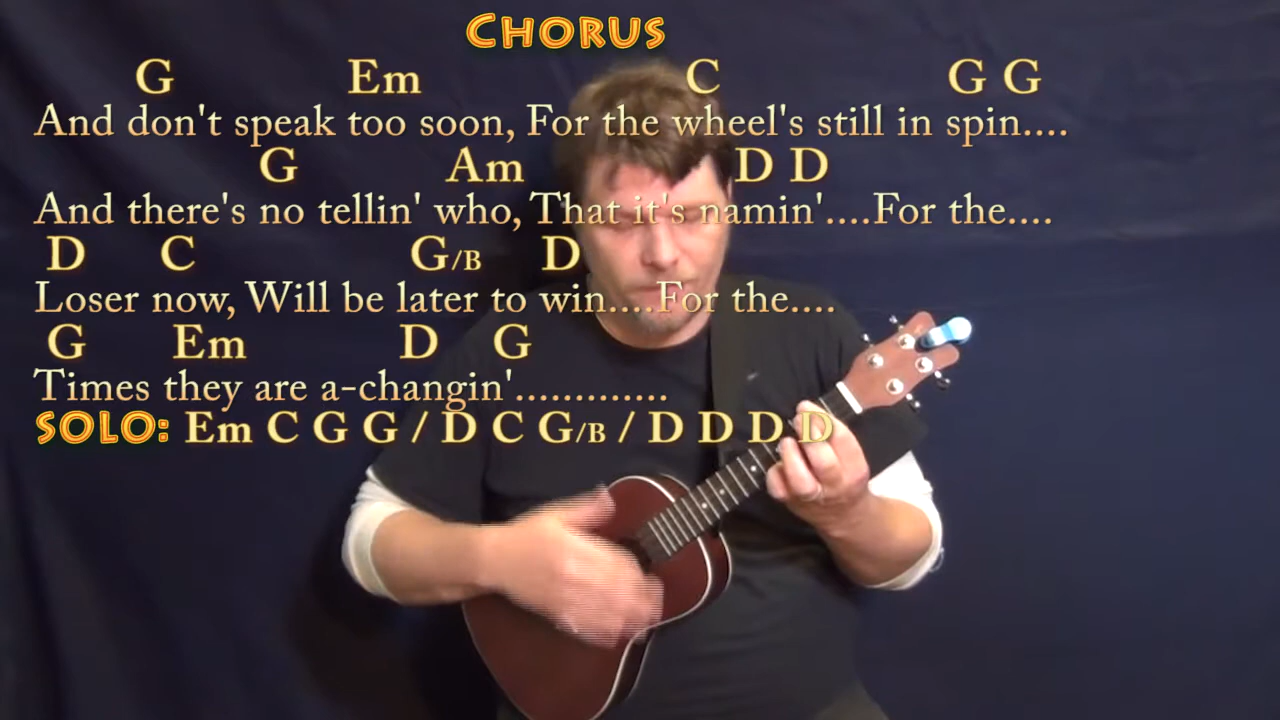 CHORUS
G Em C G G
And don't speak too soon, For the wheel's still in spin....
G Am D D
And there's no tellin' who, That it's namin'....For the....
D C G/B D
Loser now, Will be later to win....For the....
G Em D G
Times they are a-changin'.............
SOLO: Em C G G / D C G/B / D D D D